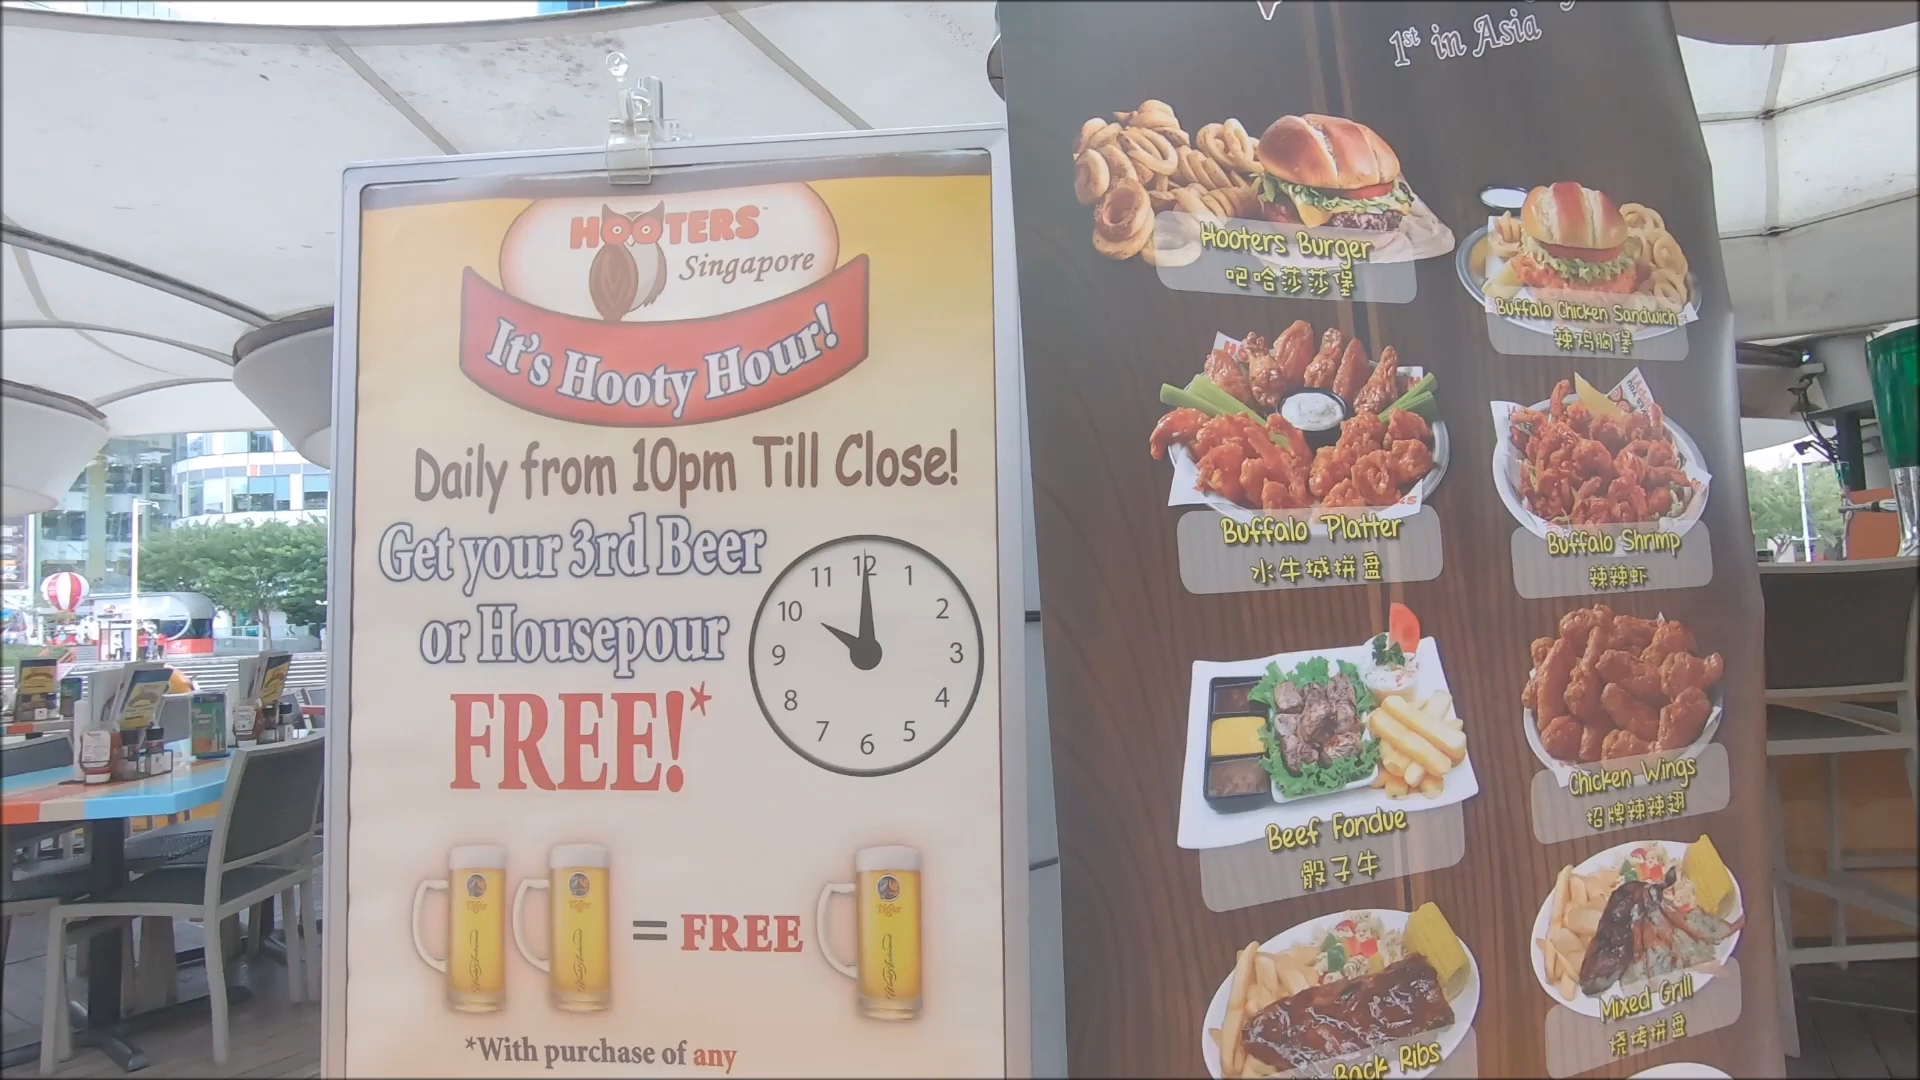 HOOTERS
Singapore
It's Hooty Hour!
Daily from 10pm Till Close!
Get your 3rd Beer
or Housepour
FREE!*
12
1
2
3
4
5
6
7
8
9
10
11
Tiger
Tiger
= FREE
Tiger
*With purchase of any
1st in Asia
Hooters Burger
吧哈莎莎堡
Buffalo Chicken Sandwich
辣鸡胸堡
Buffalo Platter
水牛城拼盘
Buffalo Shrimp
辣辣虾
Beef Fondue
骰子牛
Chicken Wings
招牌辣辣翅
Back Ribs
Mixed Grill
烧烤拼盘